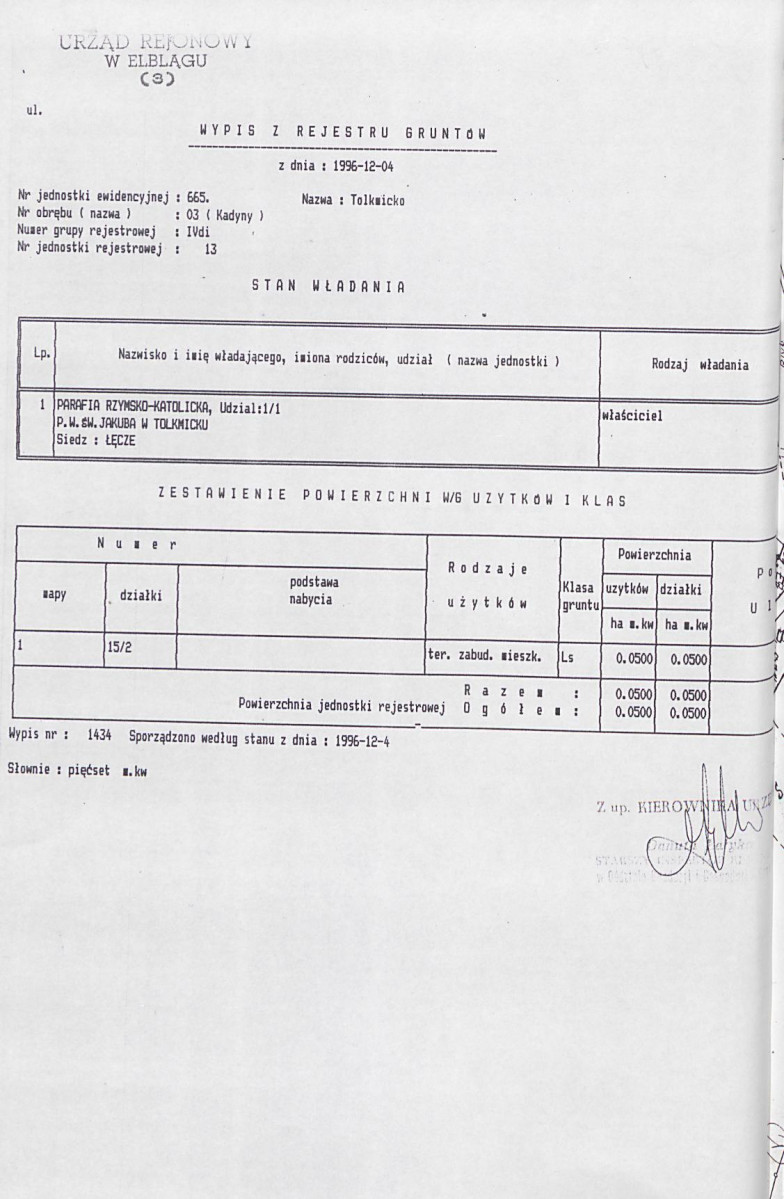 URZĄD REJONOWY
W ELBLĄGU
(3)
ul.
WYPIS Z REJESTRU GRUNTÓW
z dnia : 1996-12-04
Nr jednostki ewidencyjnej : 665. Nazwa : Tolkmicko
Nr obrębu ( nazwa ) : 03 ( Kadyny )
Numer grupy rejestrowej : IVdi
Nr jednostki rejestrowej : 13
STAN WŁADANIA
Lp. Nazwisko i imię władającego, imiona rodziców, udział ( nazwa jednostki ) Rodzaj władania
1 PARAFIA RZYMSKO-KATOLICKA, Udzial:1/1 właściciel
P.W.ŚW.JAKUBA W TOLKMICKU
Siedz : ŁĘCZE
ZESTAWIENIE POWIERZCHNI W/G UZYTKÓW I KLAS
Numer Rodzaje użytków Klasa gruntu Powierzchnia
mapy działki podstawa nabycia uzytków działki
ha m.kw ha m.kw
1 15/2 ter. zabud. mieszk. Ls 0.0500 0.0500
Razem : 0.0500 0.0500
Powierzchnia jednostki rejestrowej Ogółem : 0.0500 0.0500
Wypis nr : 1434 Sporządzono według stanu z dnia : 1996-12-4
Słownie : pięćset m.kw
Z up. KIEROWNIKA
Danuta